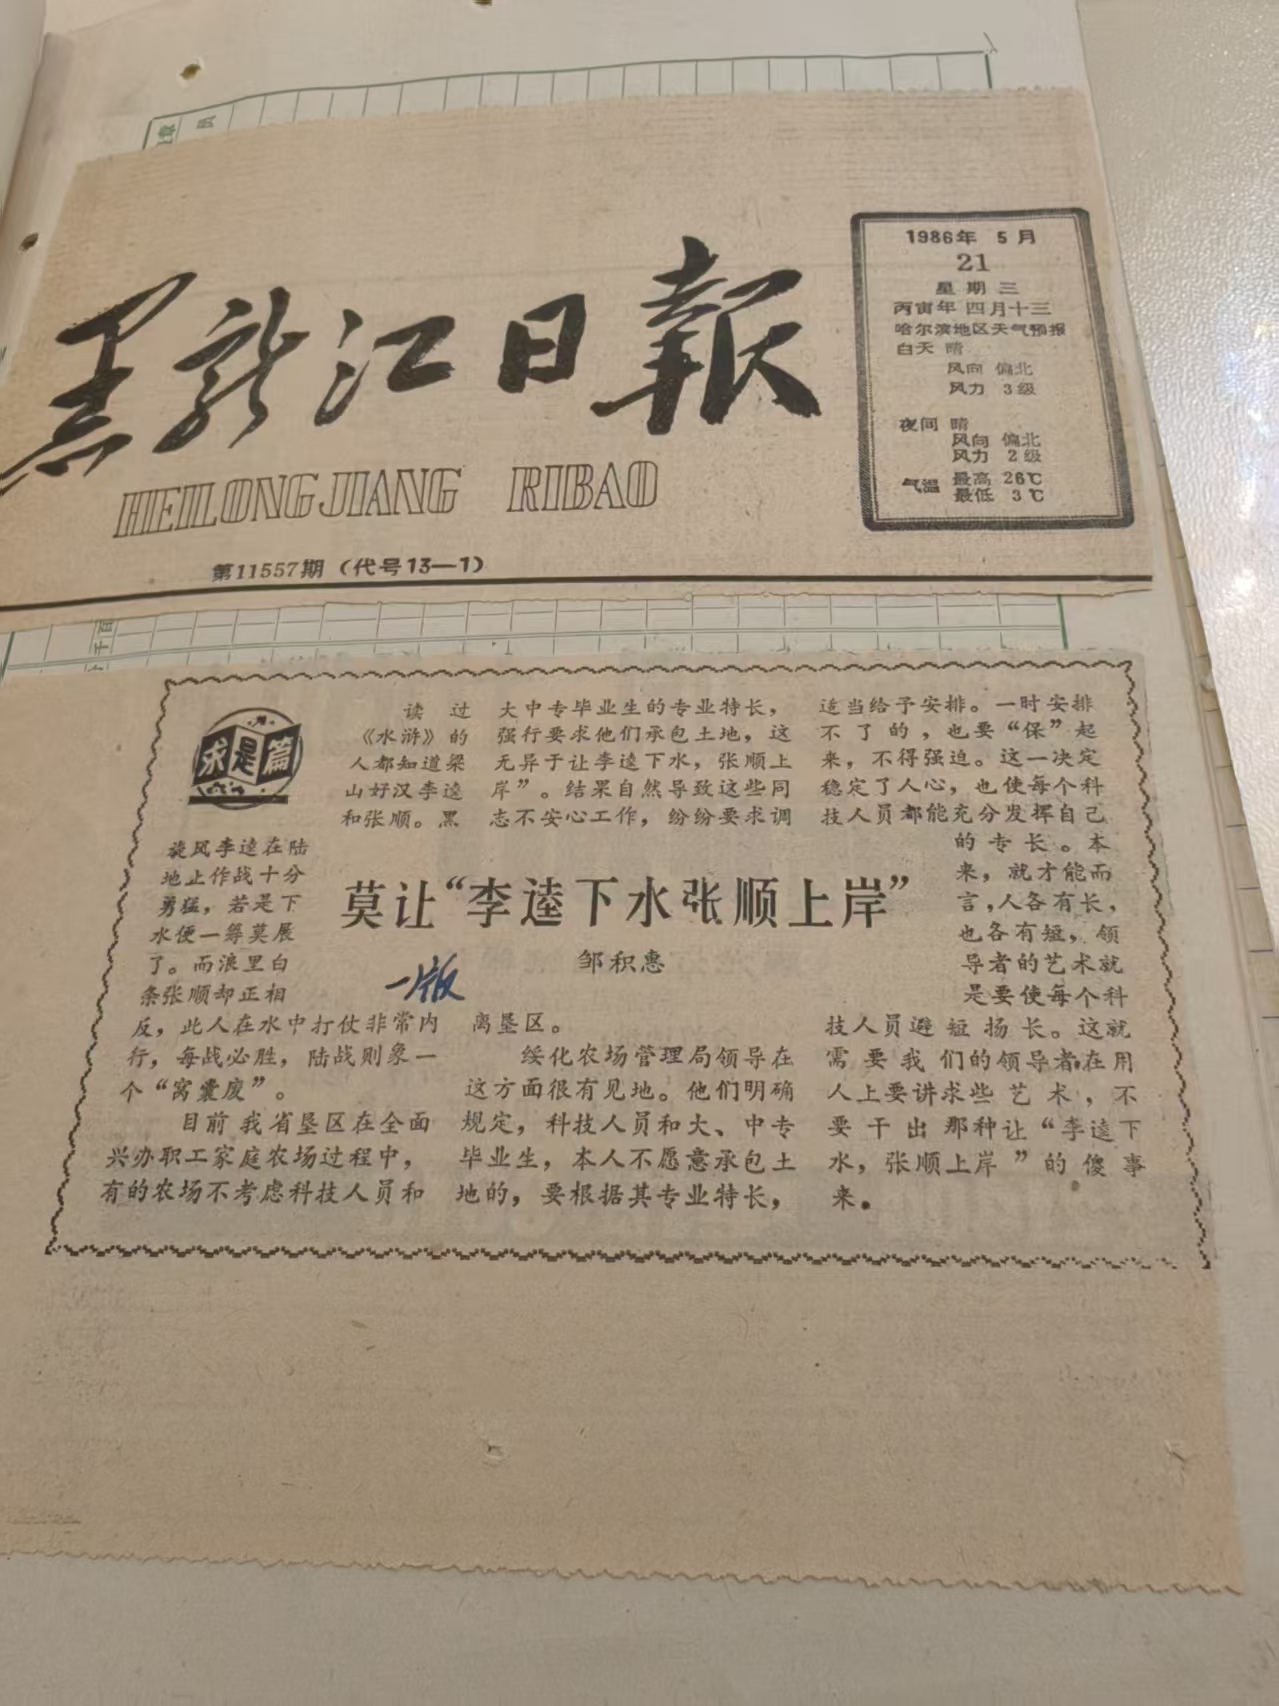 黑龙江日報
HEILONGJIANG RIBAO
第11557期（代号13—1）
1986年 5月
21
星期三
丙寅年 四月十三
哈尔滨地区天气预报
白天 晴
风向 偏北
风力 3级
夜间 晴
风向 偏北
风力 2级
气温 最高 26℃
最低 3℃
求是篇
莫让“李逵下水张顺上岸”
邹积惠
一版
读过
《水浒》的
人都知道梁
山好汉李逵
和张顺。黑
旋风李逵在陆
地上作战十分
勇猛，若是下
水便一筹莫展
了。而浪里白
条张顺却正相
反，此人在水中打仗非常内
行，每战必胜，陆战则象一
个“窝囊废”。
目前我省垦区在全面
兴办职工家庭农场过程中，
有的农场不考虑科技人员和
大中专毕业生的专业特长，
强行要求他们承包土地，这
无异于让李逵下水，张顺上
岸”。结果自然导致这些同
志不安心工作，纷纷要求调
离垦区。
绥化农场管理局领导在
这方面很有见地。他们明确
规定，科技人员和大、中专
毕业生，本人不愿意承包土
地的，要根据其专业特长，
适当给予安排。一时安排
不了的，也要“保”起
来，不得强迫。这一决定
稳定了人心，也使每个科
技人员都能充分发挥自己
的专长。本
来，就才能而
言，人各有长，
也各有短，领
导者的艺术就
是要使每个科
技人员避短扬长。这就
需要我们的领导者在用
人上要讲求些艺术，不
要干出那种让“李逵下
水，张顺上岸”的傻事
来。